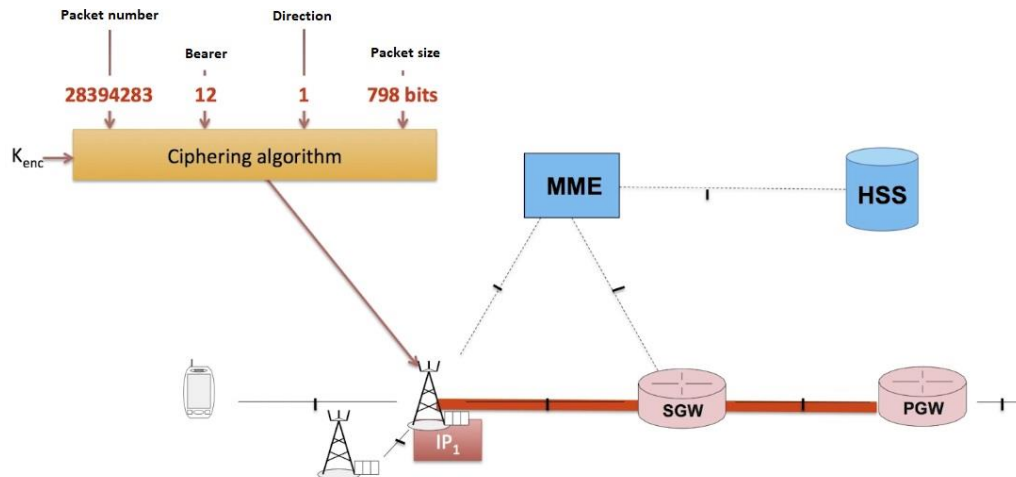 Packet number
Direction
Bearer
Packet size
28394283 12 1 798 bits
Kenc
Ciphering algorithm
MME
HSS
SGW
PGW
IP1